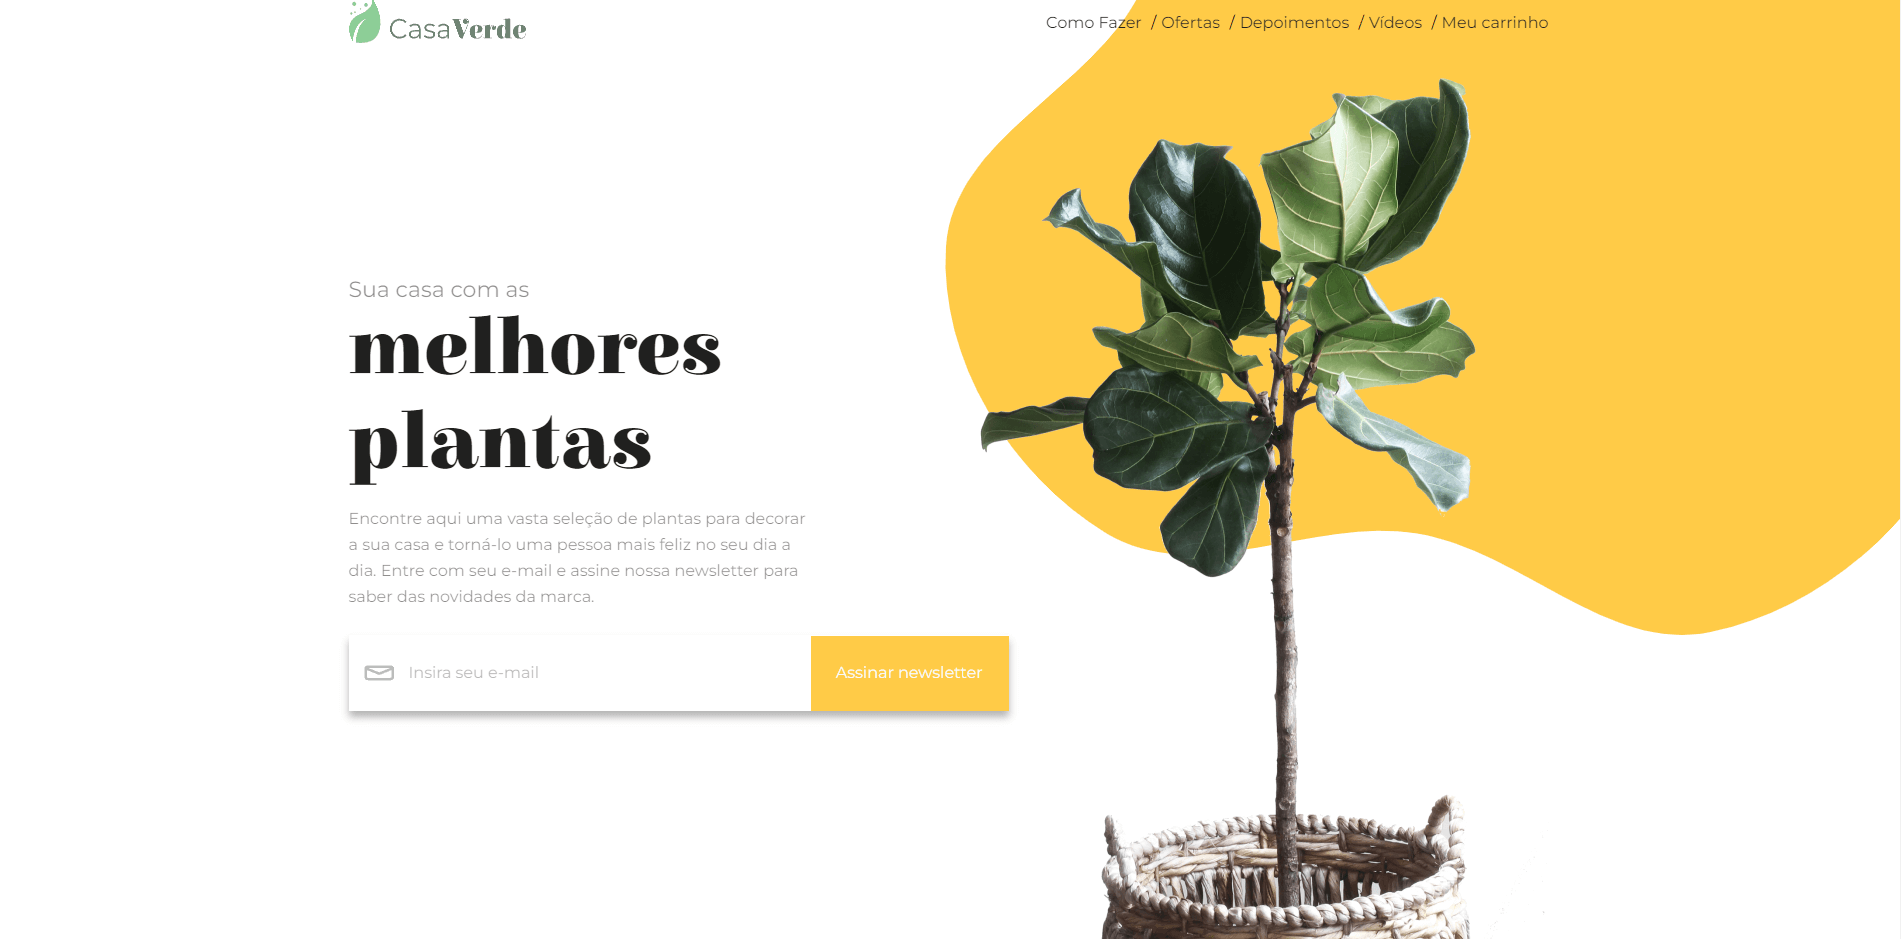 CasaVerde
Como Fazer / Ofertas / Depoimentos / Vídeos / Meu carrinho
Sua casa com as
melhores
plantas
Encontre aqui uma vasta seleção de plantas para decorar
a sua casa e torná-lo uma pessoa mais feliz no seu dia a
dia. Entre com seu e-mail e assine nossa newsletter para
saber das novidades da marca.
Insira seu e-mail
Assinar newsletter